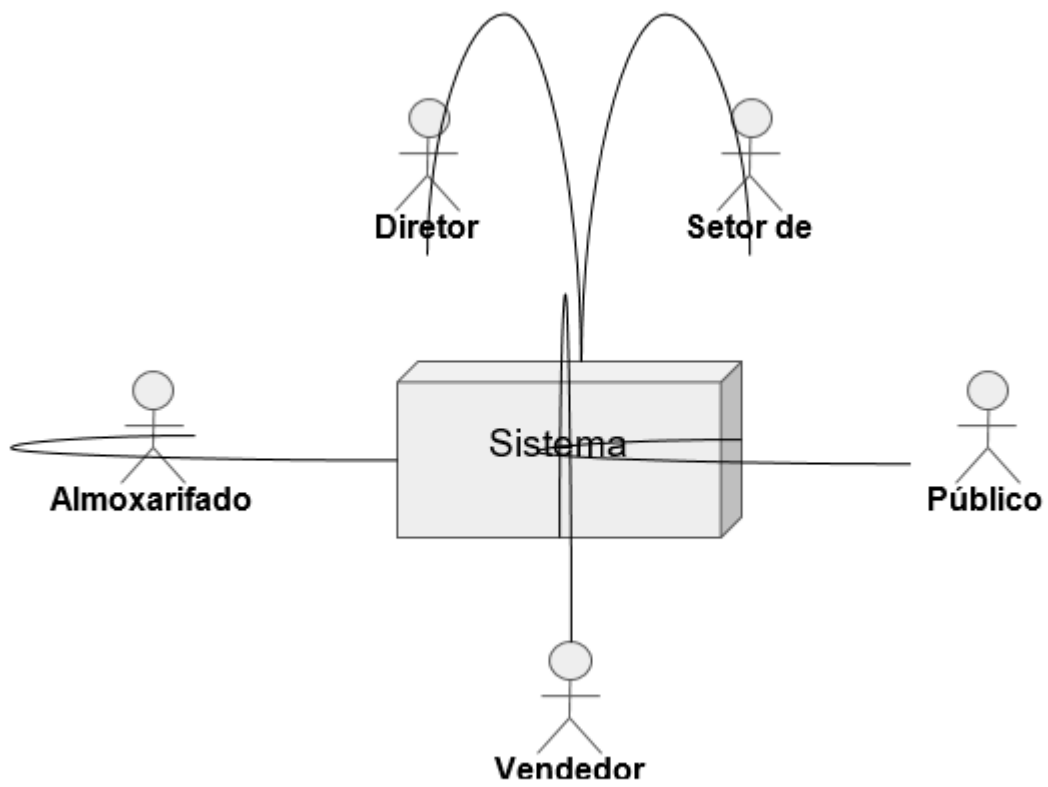 Diretor
Setor de
Sistema
Almoxarifado
Público
Vendedor